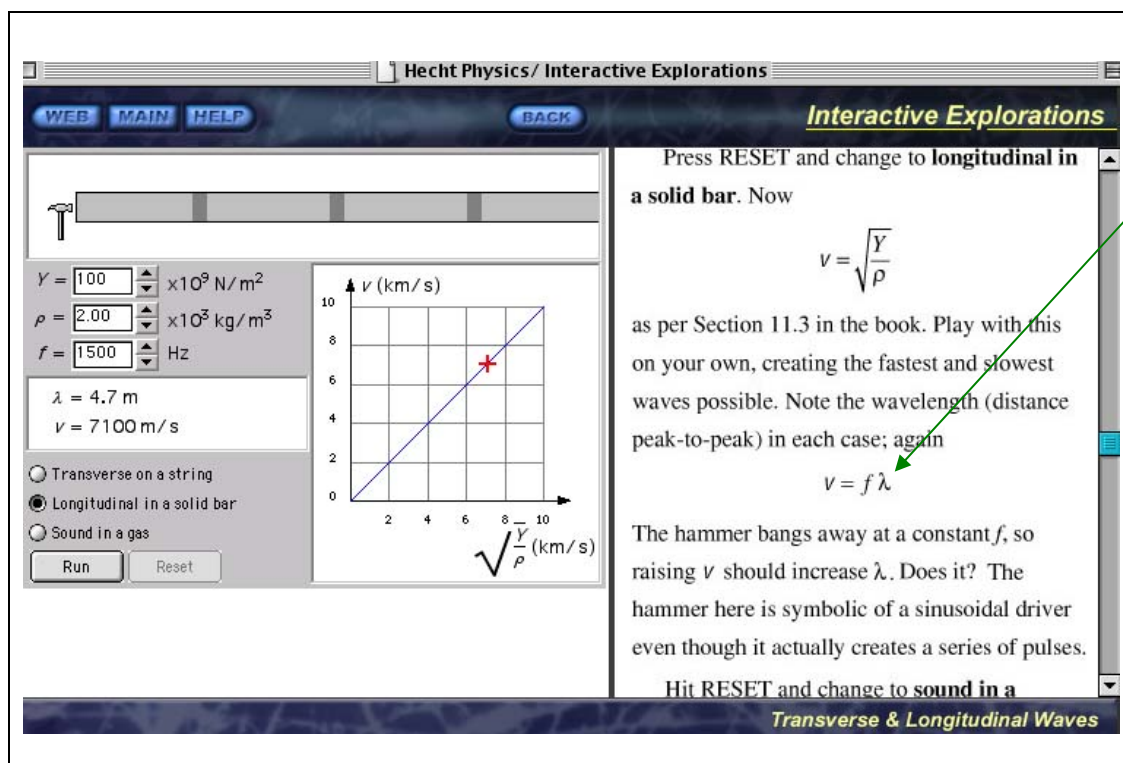 Hecht Physics/ Interactive Explorations
WEB MAIN HELP BACK Interactive Explorations
Y = 100 x10⁹ N/m²
ρ = 2.00 x10³ kg/m³
f = 1500 Hz
λ = 4.7 m
v = 7100 m/s
Transverse on a string
Longitudinal in a solid bar
Sound in a gas
Run Reset
v (km/s)
10
8
6
4
2
0
2 4 6 8 10
√Y/ρ (km/s)
Press RESET and change to longitudinal in
a solid bar. Now
v = √Y/ρ
as per Section 11.3 in the book. Play with this
on your own, creating the fastest and slowest
waves possible. Note the wavelength (distance
peak-to-peak) in each case; again
v = f λ
The hammer bangs away at a constant f, so
raising v should increase λ. Does it? The
hammer here is symbolic of a sinusoidal driver
even though it actually creates a series of pulses.
Hit RESET and change to sound in a
Transverse & Longitudinal Waves